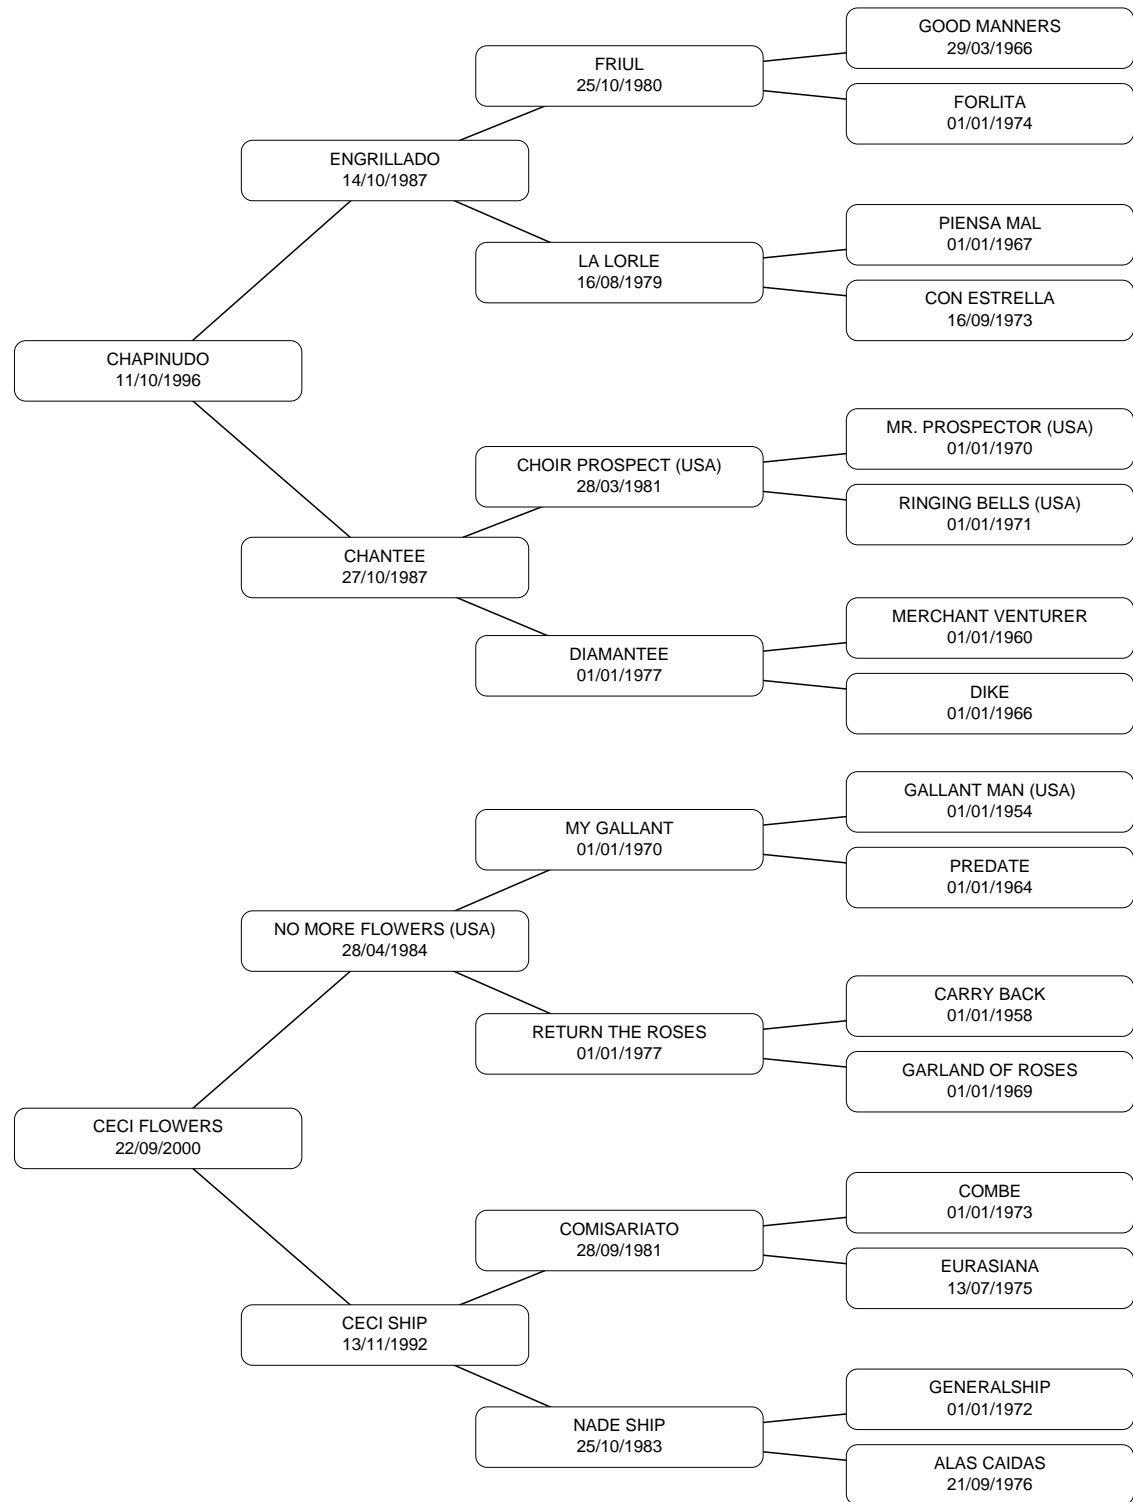 GOOD MANNERS
29/03/1966
FRIUL
25/10/1980
FORLITA
01/01/1974
ENGRILLADO
14/10/1987
PIENSA MAL
01/01/1967
LA LORLE
16/08/1979
CON ESTRELLA
16/09/1973
CHAPINUDO
11/10/1996
MR. PROSPECTOR (USA)
01/01/1970
CHOIR PROSPECT (USA)
28/03/1981
RINGING BELLS (USA)
01/01/1971
CHANTEE
27/10/1987
MERCHANT VENTURER
01/01/1960
DIAMANTEE
01/01/1977
DIKE
01/01/1966
GALLANT MAN (USA)
01/01/1954
MY GALLANT
01/01/1970
PREDATE
01/01/1964
NO MORE FLOWERS (USA)
28/04/1984
CARRY BACK
01/01/1958
RETURN THE ROSES
01/01/1977
GARLAND OF ROSES
01/01/1969
CECI FLOWERS
22/09/2000
COMBE
01/01/1973
COMISARIATO
28/09/1981
EURASIANA
13/07/1975
CECI SHIP
13/11/1992
GENERALSHIP
01/01/1972
NADE SHIP
25/10/1983
ALAS CAIDAS
21/09/1976